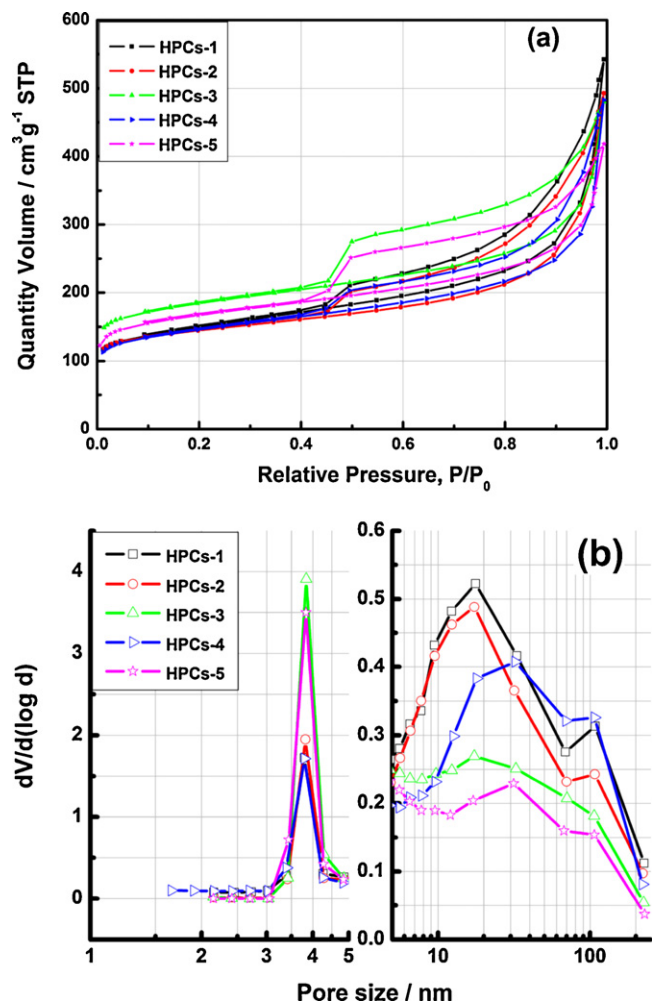 (a)
HPCs-1
HPCs-2
HPCs-3
HPCs-4
HPCs-5
600
500
400
300
200
100
0
Quantity Volume / cm³g⁻¹ STP
0.0 0.2 0.4 0.6 0.8 1.0
Relative Pressure, P/P₀
(b)
HPCs-1
HPCs-2
HPCs-3
HPCs-4
HPCs-5
4
3
2
1
0
dV/d(log d)
1 2 3 4 5
0.6
0.5
0.4
0.3
0.2
0.1
0.0
10 100
Pore size / nm